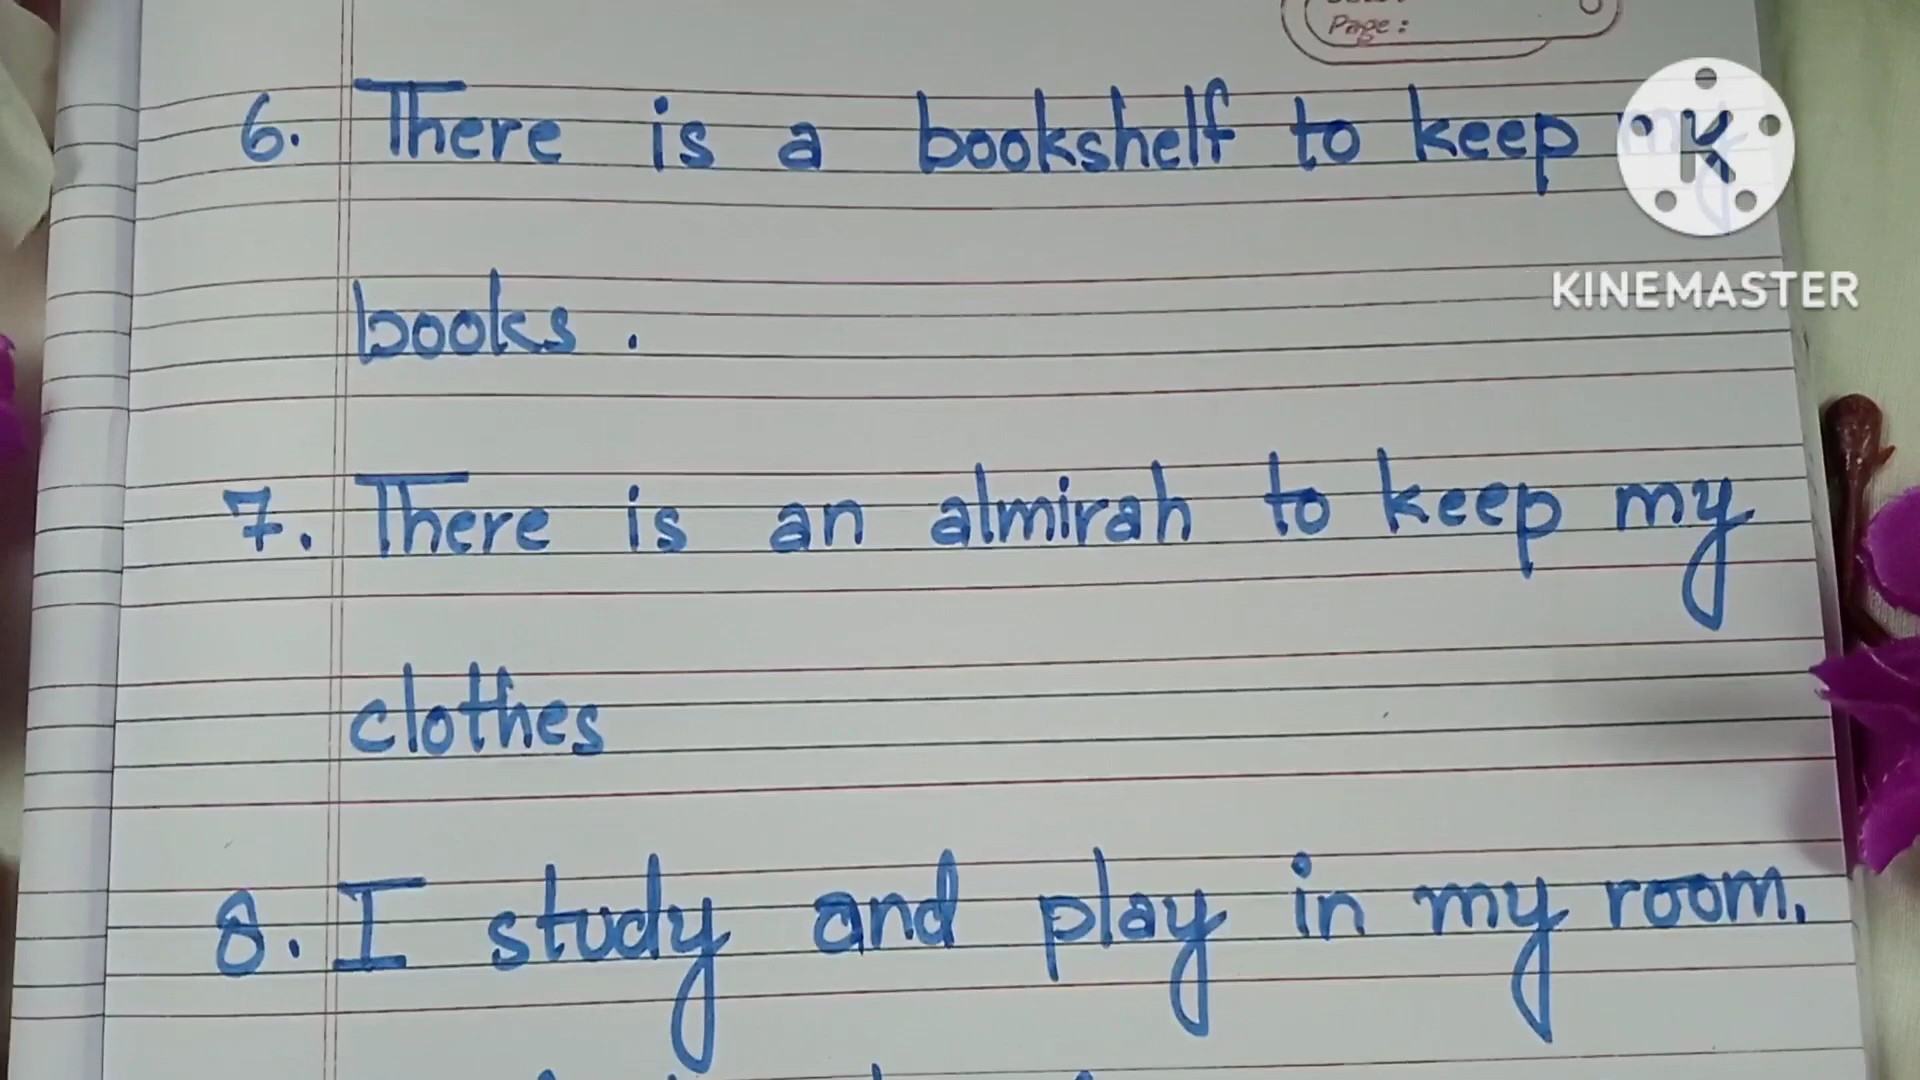 Page :
6. There is a bookshelf to keep my
KINEMASTER
books .
7. There is an almirah to keep my
clothes
8. I study and play in my room.